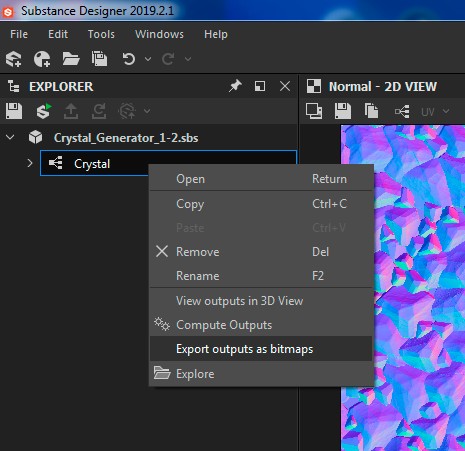 Substance Designer 2019.2.1
File Edit Tools Windows Help
EXPLORER
Normal - 2D VIEW
UV
Crystal_Generator_1-2.sbs
Crystal
Open Return
Copy Ctrl+C
Paste Ctrl+V
Remove Del
Rename F2
View outputs in 3D View
Compute Outputs
Export outputs as bitmaps
Explore